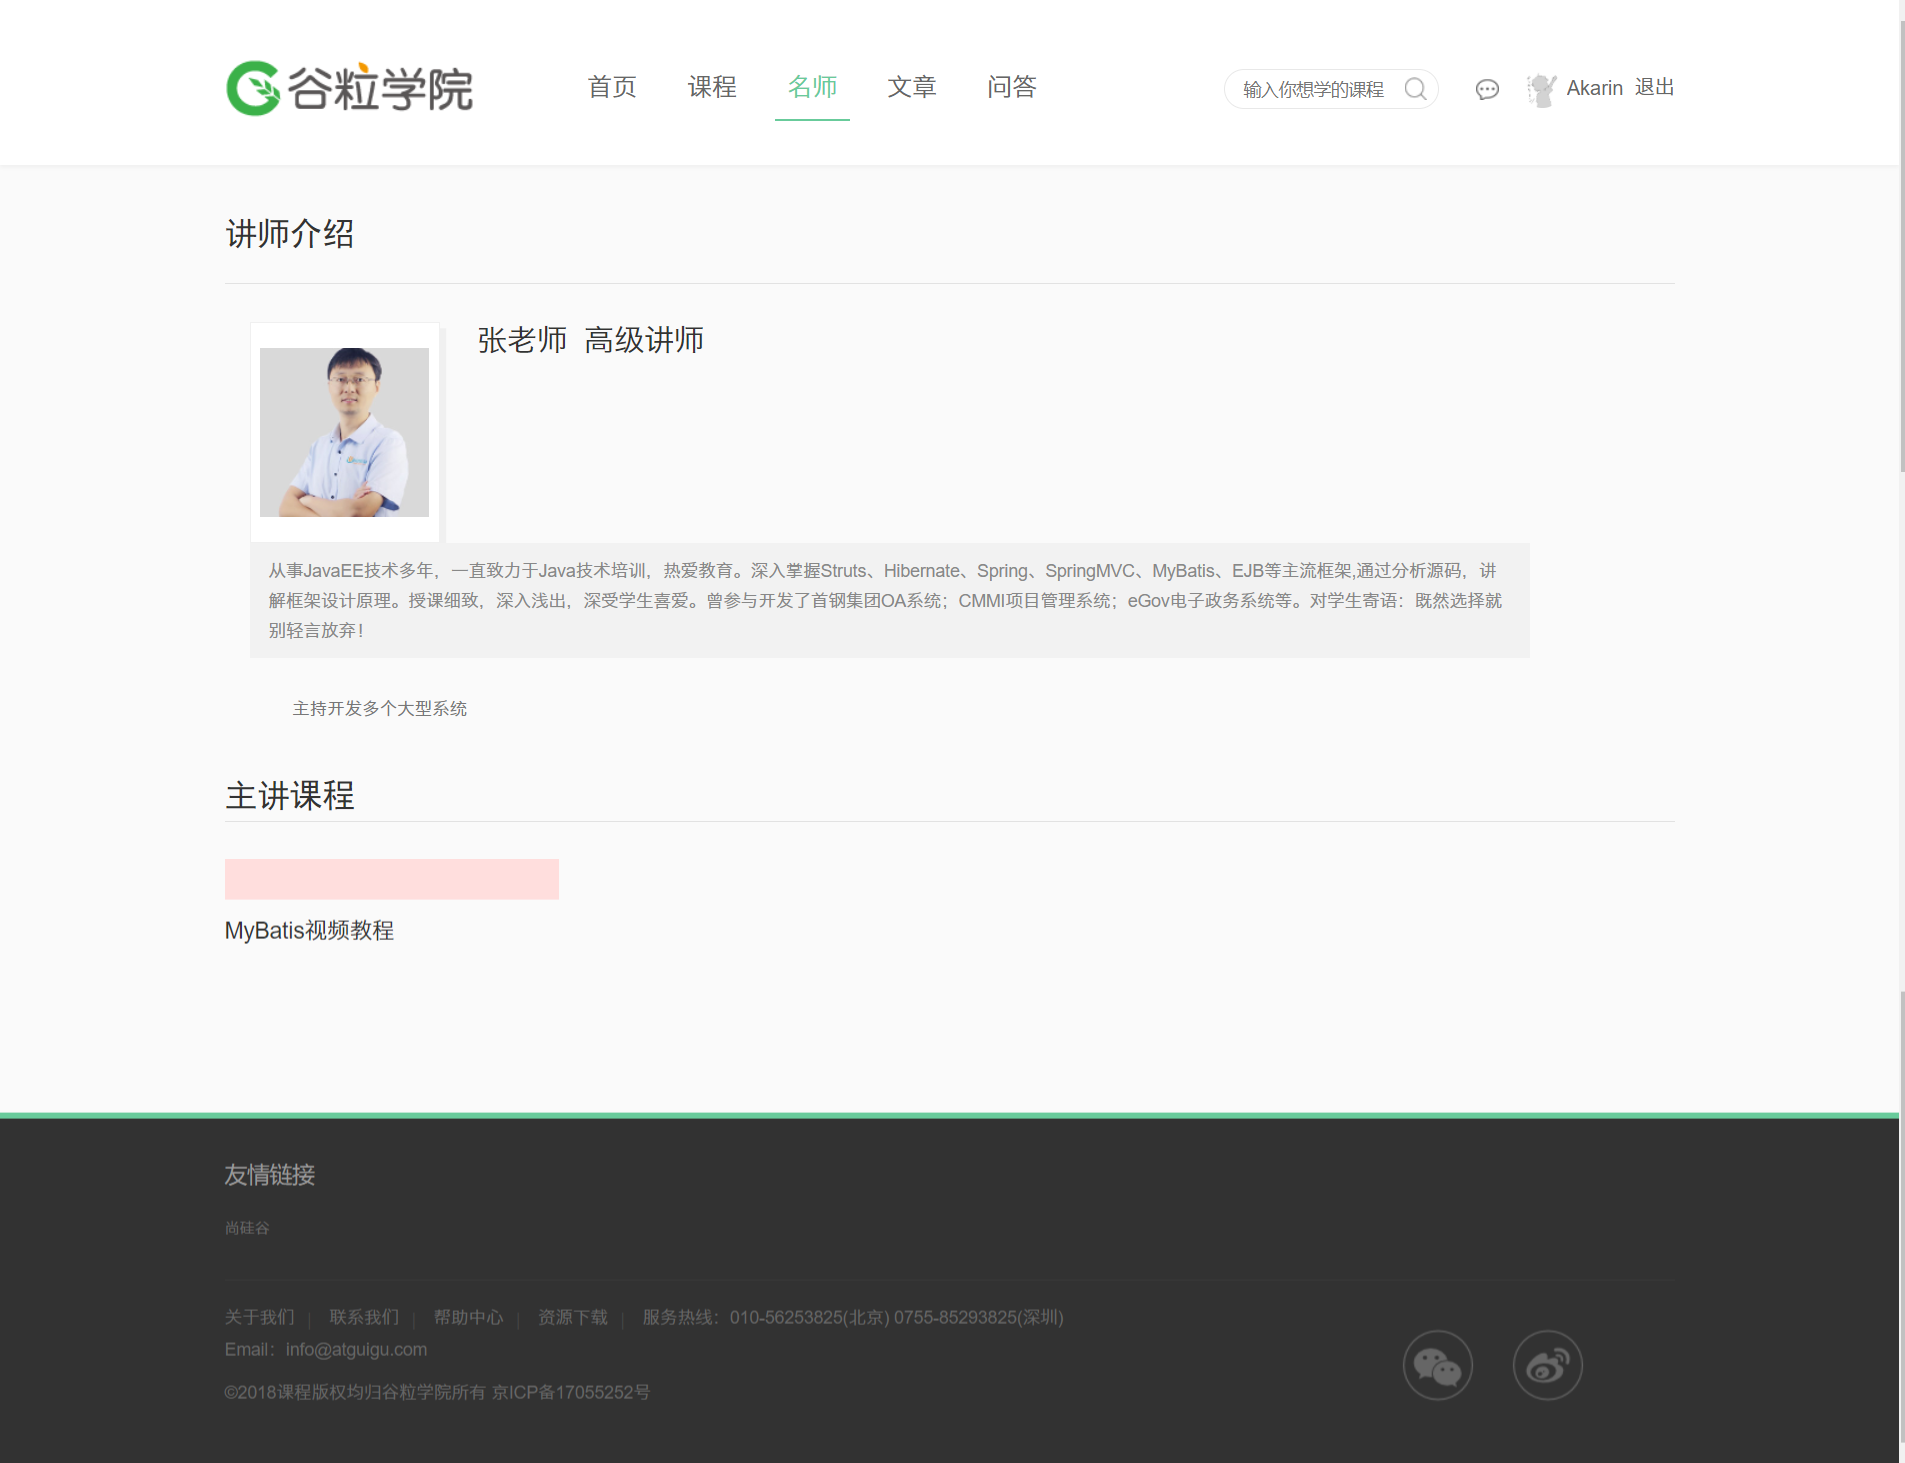 谷粒学院
首页 课程 名师 文章 问答
输入你想学的课程
Akarin 退出
讲师介绍
张老师 高级讲师
从事JavaEE技术多年，一直致力于Java技术培训，热爱教育。深入掌握Struts、Hibernate、Spring、SpringMVC、MyBatis、EJB等主流框架,通过分析源码，讲
解框架设计原理。授课细致，深入浅出，深受学生喜爱。曾参与开发了首钢集团OA系统；CMMI项目管理系统；eGov电子政务系统等。对学生寄语：既然选择就
别轻言放弃！
主持开发多个大型系统
主讲课程
MyBatis视频教程
友情链接
尚硅谷
关于我们 | 联系我们 | 帮助中心 | 资源下载 | 服务热线：010-56253825(北京) 0755-85293825(深圳)
Email：info@atguigu.com
©2018课程版权均归谷粒学院所有 京ICP备17055252号